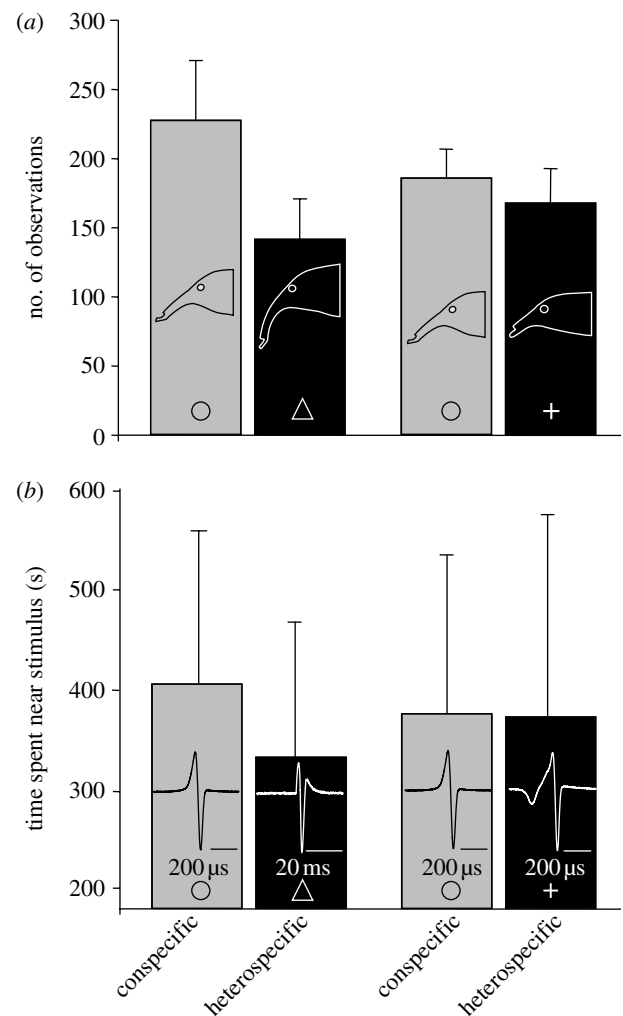 (a)
300
250
200
150
100
50
0
no. of observations
(b)
600
500
400
300
200
time spent near stimulus (s)
200 µs
20 ms
200 µs
200 µs
+
+
conspecific
heterospecific
conspecific
heterospecific